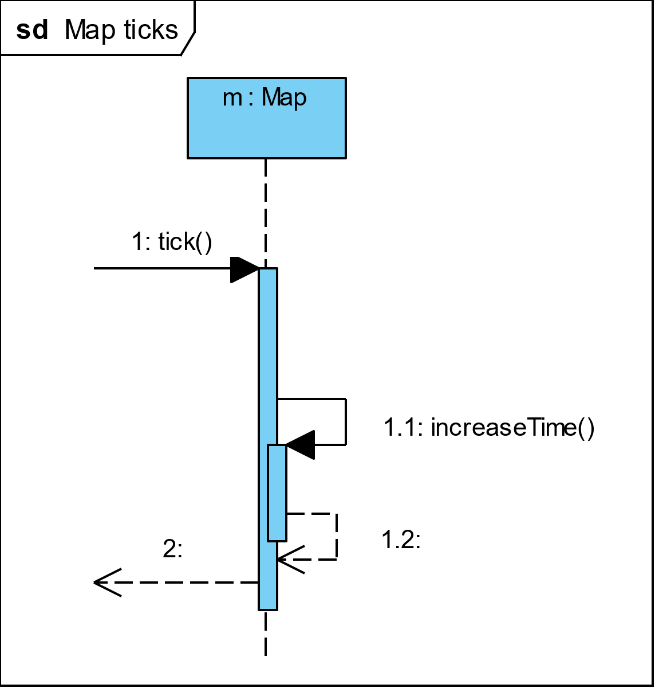 sd Map ticks
m : Map
1: tick()
1.1: increaseTime()
1.2:
2: